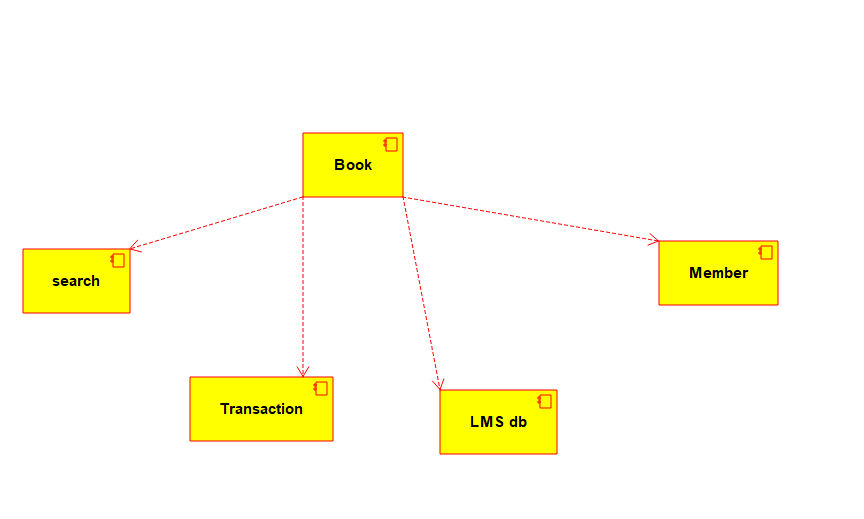 Book
search
Member
Transaction
LMS db